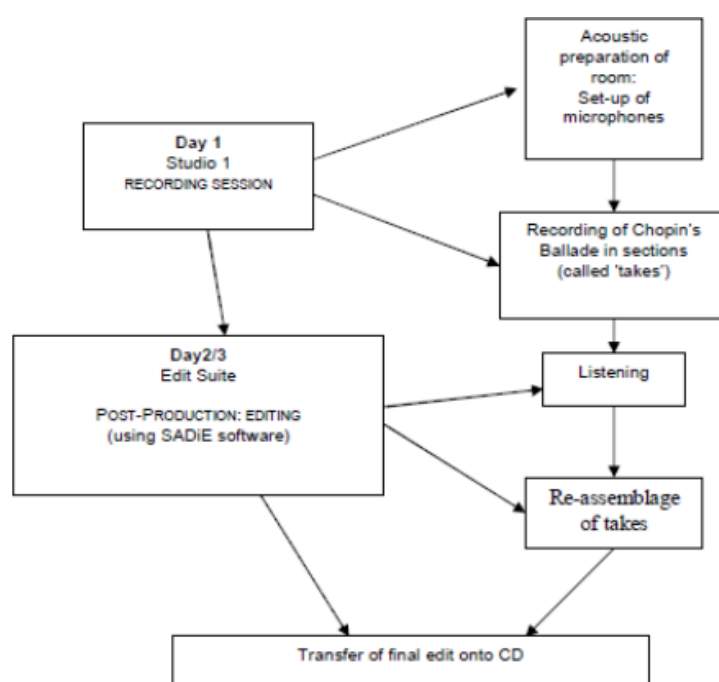 Acoustic
preparation of
room:
Set-up of
microphones
Day 1
Studio 1
RECORDING SESSION
Recording of Chopin's
Ballade in sections
(called 'takes')
Day2/3
Edit Suite
POST-PRODUCTION: EDITING
(using SADiE software)
Listening
Re-assemblage
of takes
Transfer of final edit onto CD